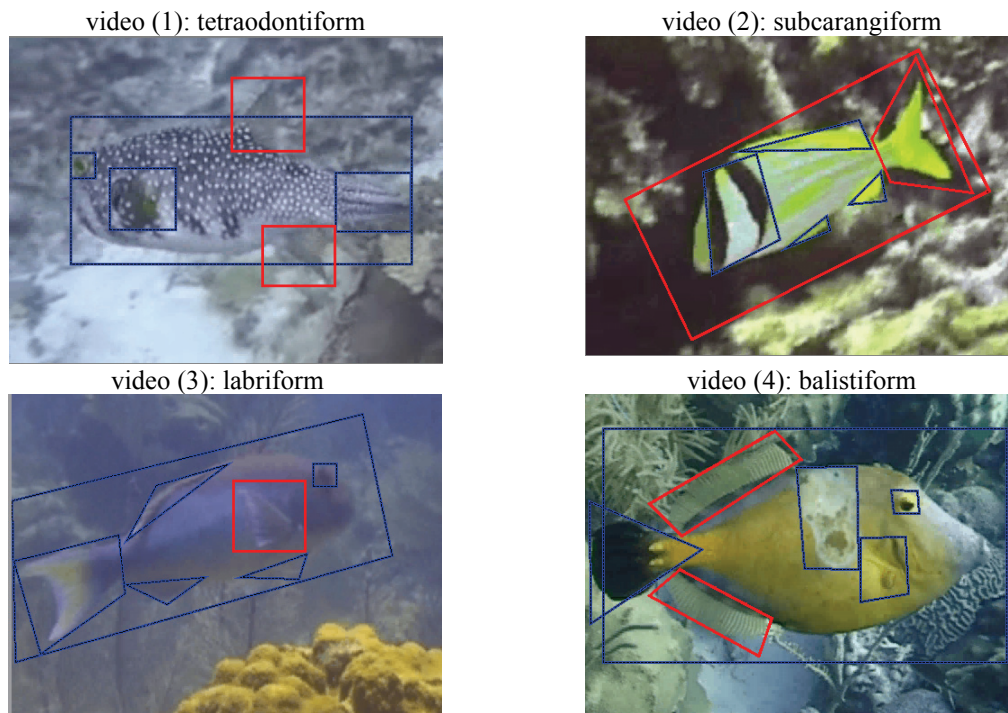 video (1): tetraodontiform
video (2): subcarangiform
video (3): labriform
video (4): balistiform